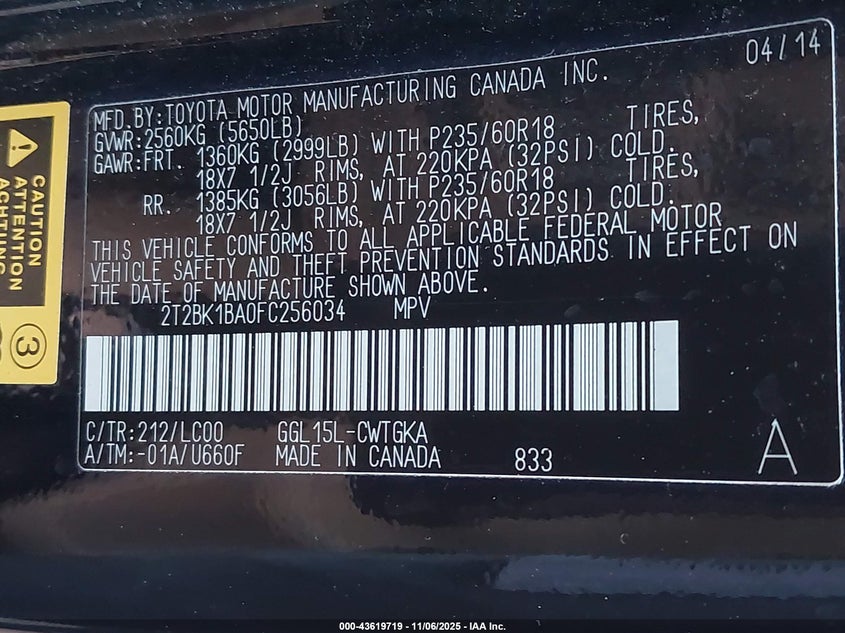 04/14
MFD.BY:TOYOTA MOTOR MANUFACTURING CANADA INC.
GVWR:2560KG (5650LB)
GAWR:FRT. 1360KG (2999LB) WITH P235/60R18 TIRES,
18X7 1/2J RIMS, AT 220KPA (32PSI) COLD.
RR. 1385KG (3056LB) WITH P235/60R18 TIRES,
18X7 1/2J RIMS, AT 220KPA (32PSI) COLD.
THIS VEHICLE CONFORMS TO ALL APPLICABLE FEDERAL MOTOR
VEHICLE SAFETY AND THEFT PREVENTION STANDARDS IN EFFECT ON
THE DATE OF MANUFACTURE SHOWN ABOVE.
2T2BK1BA0FC256034 MPV
C/TR:212/LC00 GGL15L-CWTGKA
A/TM:-01A/U660F MADE IN CANADA 833
A
CAUTION
ATTENTION
ACHTUNG
3
000-43619719 - 11/06/2025 - IAA Inc.